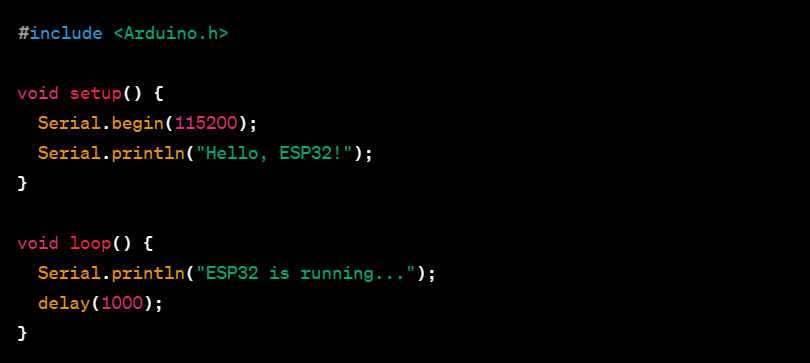 #include <Arduino.h>

void setup() {
  Serial.begin(115200);
  Serial.println("Hello, ESP32!");
}

void loop() {
  Serial.println("ESP32 is running...");
  delay(1000);
}